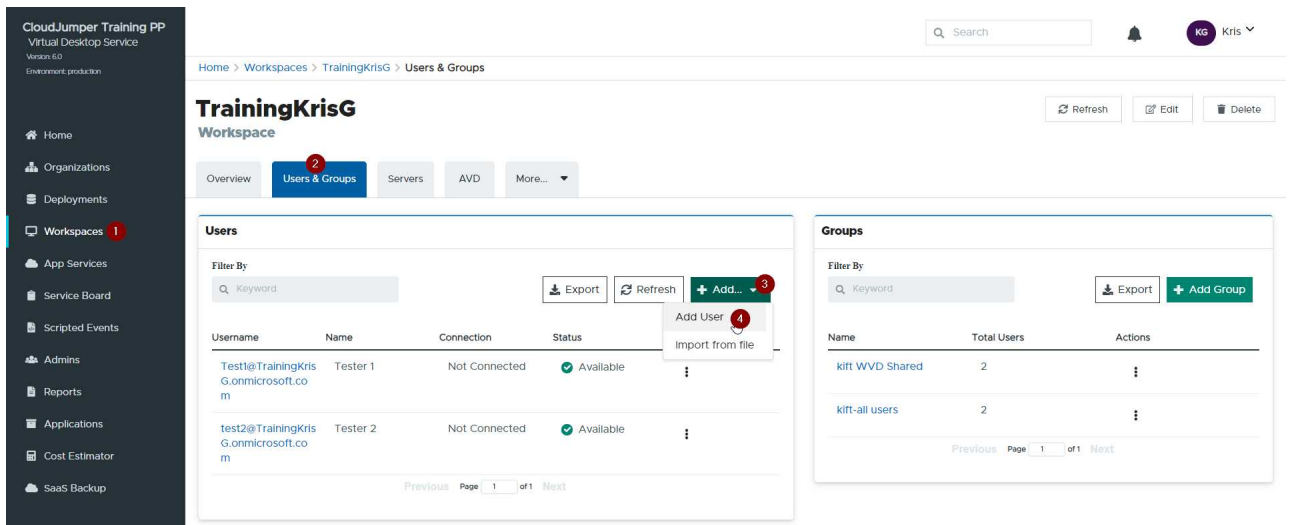 CloudJumper Training PP
Virtual Desktop Service
Version: 6.0
Environment: production
Search
KG Kris
Home > Workspaces > TrainingKrisG > Users & Groups
TrainingKrisG
Workspace
Refresh Edit Delete
Home
Organizations
Deployments
Workspaces 1
App Services
Service Board
Scripted Events
Admins
Reports
Applications
Cost Estimator
SaaS Backup
Overview Users & Groups 2 Servers AVD More...
Users
Filter By
Keyword Export Refresh + Add... 3
Add User 4
Import from file
Username Name Connection Status
Test1@TrainingKris Tester 1 Not Connected Available
G.onmicrosoft.co
m
test2@TrainingKris Tester 2 Not Connected Available
G.onmicrosoft.co
m
Previous Page 1 of 1 Next
Groups
Filter By
Keyword Export + Add Group
Name Total Users Actions
kift WVD Shared 2
kift-all users 2
Previous Page 1 of 1 Next